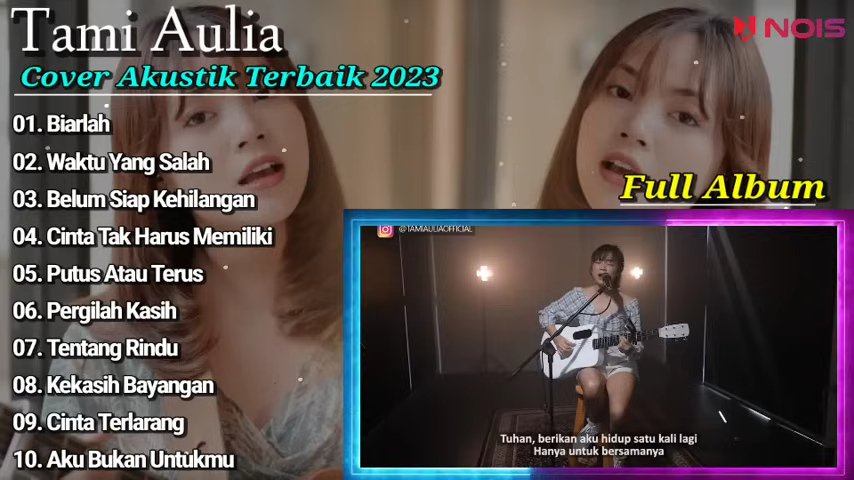 Tami Aulia
NOIS
Cover Akustik Terbaik 2023
01. Biarlah
02. Waktu Yang Salah
03. Belum Siap Kehilangan
04. Cinta Tak Harus Memiliki
05. Putus Atau Terus
06. Pergilah Kasih
07. Tentang Rindu
08. Kekasih Bayangan
09. Cinta Terlarang
10. Aku Bukan Untukmu
Full Album
@TAMIAULIAOFFICIAL
Tuhan, berikan aku hidup satu kali lagi
Hanya untuk bersamanya